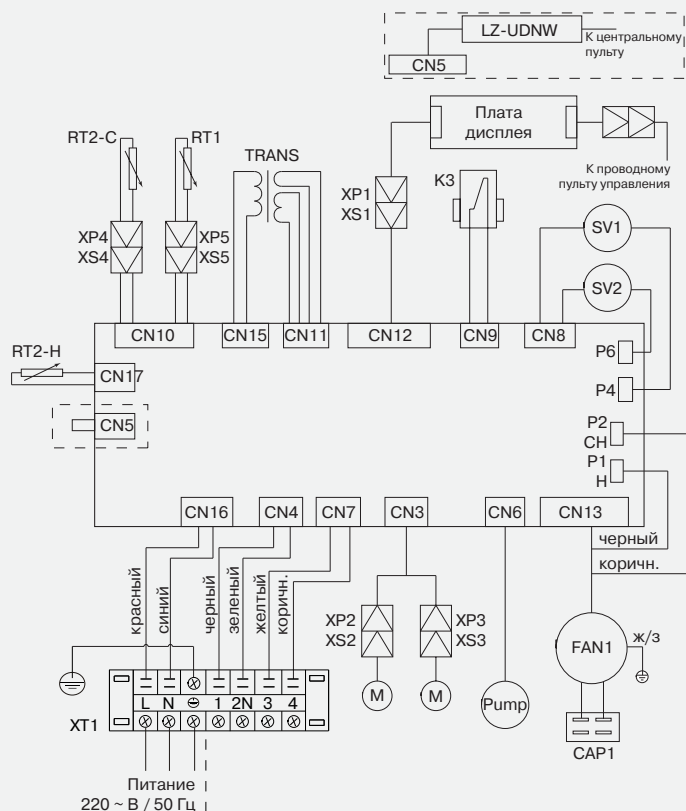 LZ-UDNW
К центральному
пульту
CN5
Плата
дисплея
К проводному
пульту управления
RT2-C
RT1
TRANS
XP1
XS1
K3
XP4
XS4
XP5
XS5
SV1
SV2
CN10
CN15
CN11
CN12
CN9
CN8
RT2-H
CN17
CN5
P6
P4
P2
CH
P1
H
CN16
CN4
CN7
CN3
CN6
CN13
красный
синий
черный
зеленый
желтый
коричн.
черный
коричн.
XP2
XS2
XP3
XS3
M
M
Pump
FAN1
ж/з
CAP1
XT1
L N 1 2N 3 4
Питание
220 ~ В / 50 Гц